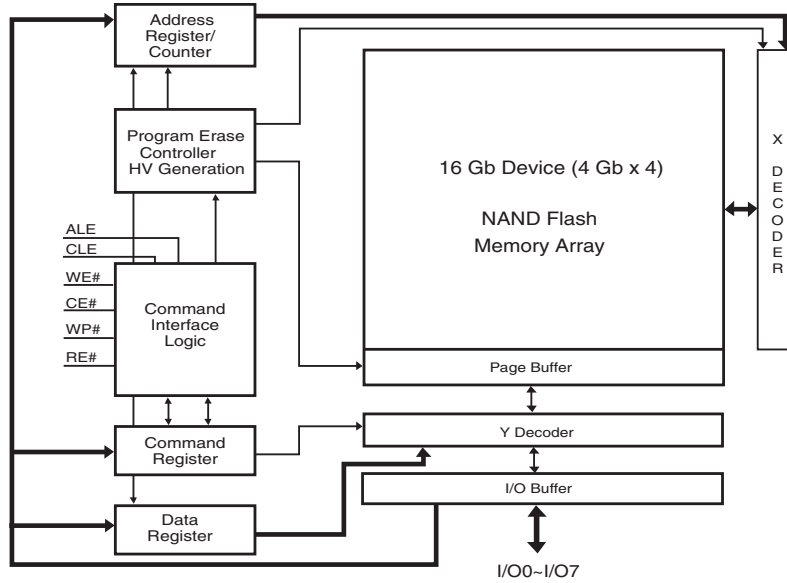 Address
Register/
Counter
Program Erase
Controller
HV Generation
16 Gb Device (4 Gb x 4)
NAND Flash
Memory Array
X
D
E
C
O
D
E
R
ALE
CLE
WE#
CE#
WP#
RE#
Command
Interface
Logic
Page Buffer
Command
Register
Y Decoder
I/O Buffer
Data
Register
I/O0~I/O7